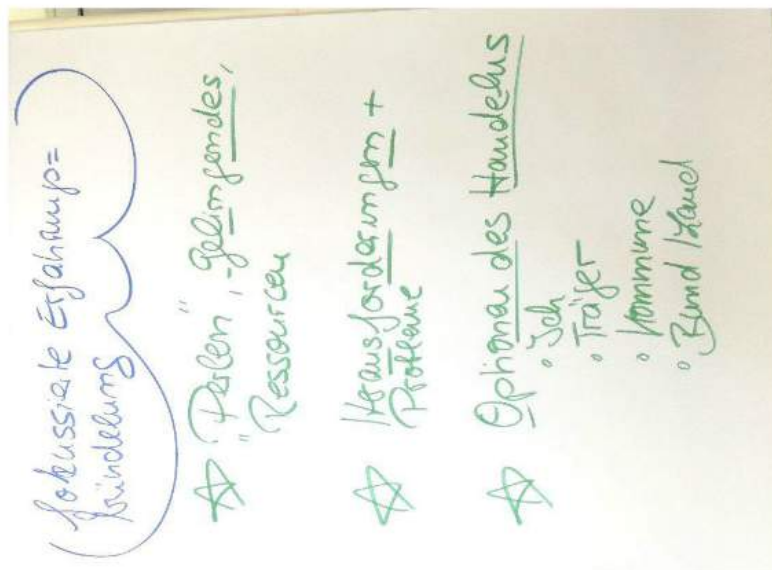 fokussierte Erfahrungs=
bündelung
☆ "Perlen", gelingendes,
Ressourcen
☆ Herausforderungen +
Probleme
☆ Optionen des Handelns
◦ Ich
◦ Träger
◦ Kommune
◦ Bund / Land